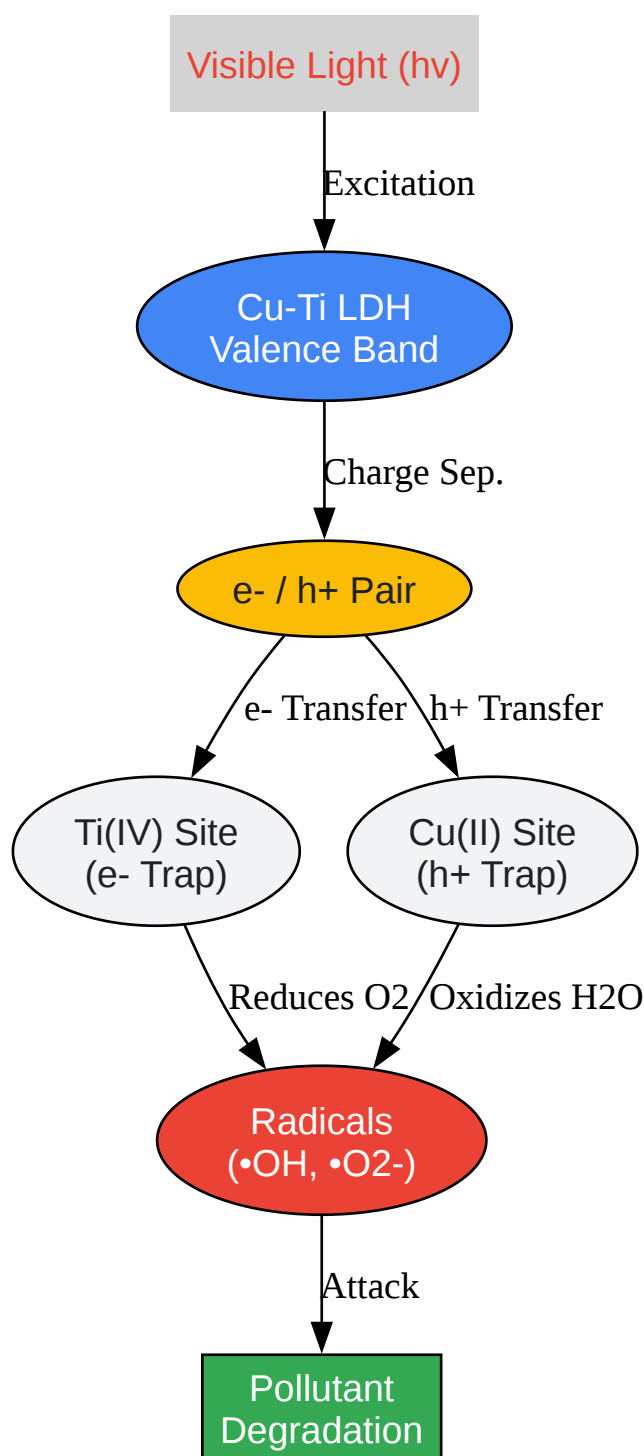 Visible Light (hv)
Excitation
Cu-Ti LDH
Valence Band
Charge Sep.
e- / h+ Pair
e- Transfer
h+ Transfer
Ti(IV) Site
(e- Trap)
Cu(II) Site
(h+ Trap)
Reduces O2
Oxidizes H2O
Radicals
(•OH, •O2-)
Attack
Pollutant
Degradation